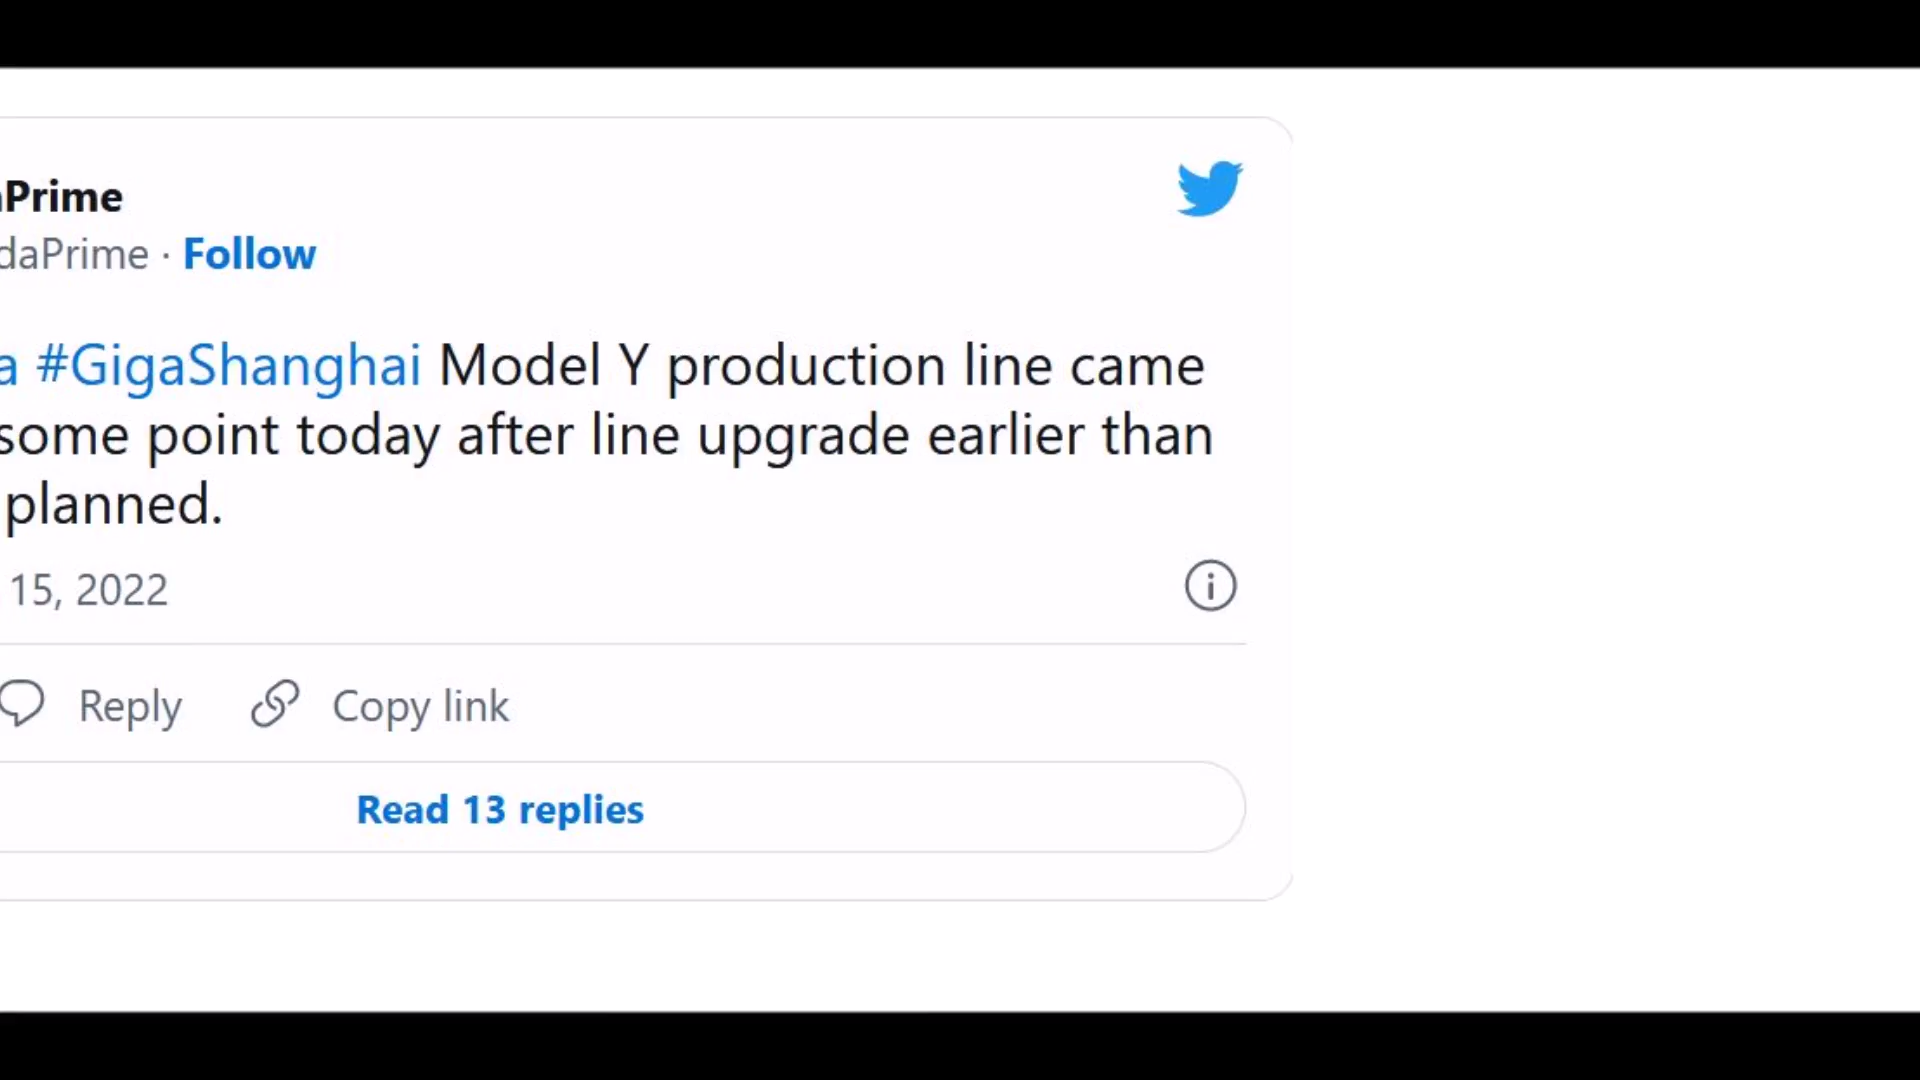 aPrime
daPrime · Follow
a #GigaShanghai Model Y production line came
some point today after line upgrade earlier than
planned.
15, 2022
Reply Copy link
Read 13 replies